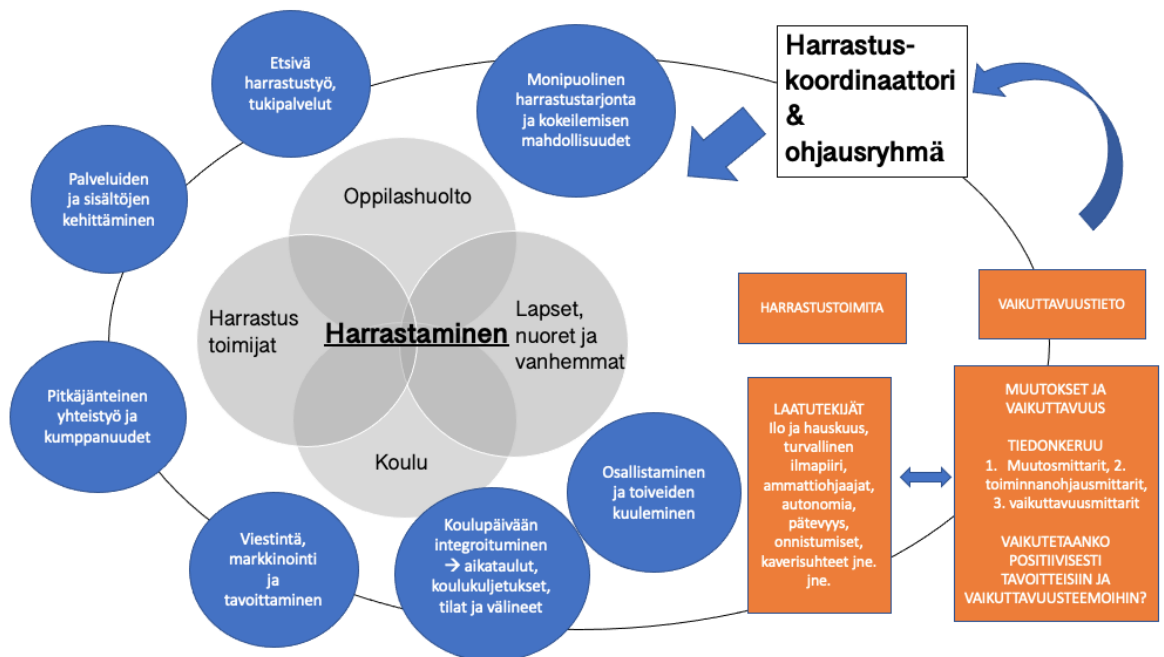 Etsivä
harrastustyö,
tukipalvelut
Monipuolinen
harrastustarjonta
ja kokeilemisen
mahdollisuudet
Harrastus-
koordinaattori
&
ohjausryhmä
Palveluiden
ja sisältöjen
kehittäminen
Oppilashuolto
Harrastus
toimijat
Harrastaminen
Lapset,
nuoret ja
vanhemmat
Koulu
HARRASTUSTOIMITA
VAIKUTTAVUUSTIETO
Pitkäjänteinen
yhteistyö ja
kumppanuudet
LAATUTEKIJÄT
Ilo ja hauskuus,
turvallinen
ilmapiiri,
ammattiohjaajat,
autonomia,
pätevyys,
onnistumiset,
kaverisuhteet jne.
jne.
MUUTOKSET JA
VAIKUTTAVUUS
TIEDONKERUU
1. Muutosmittarit, 2.
toiminnanohjausmittarit,
3. vaikuttavuusmittarit
VAIKUTETAANKO
POSITIIVISESTI
TAVOITTEISIIN JA
VAIKUTTAVUUSTEEMOIHIN?
Osallistaminen
ja toiveiden
kuuleminen
Viestintä,
markkinointi
ja
tavoittaminen
Koulupäivään
integroituminen
→ aikataulut,
koulukuljetukset,
tilat ja välineet